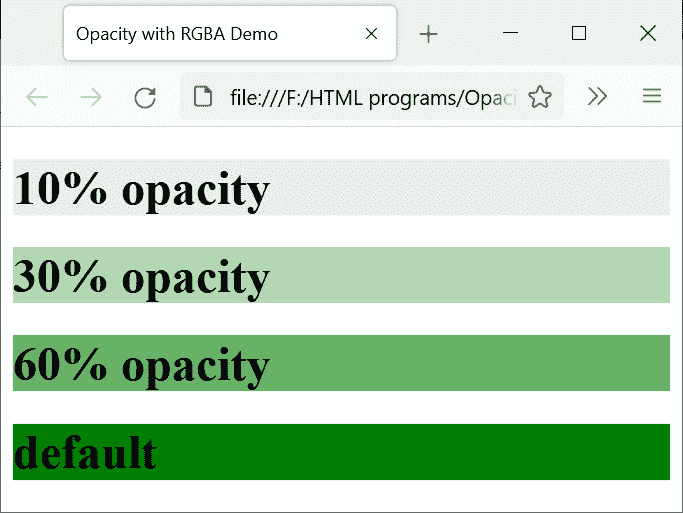 Opacity with RGBA Demo
file:///F:/HTML programs/Opaci
10% opacity
30% opacity
60% opacity
default